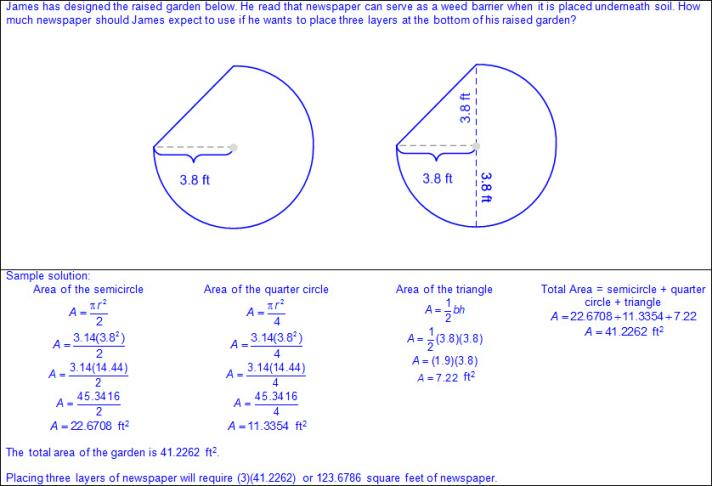 James has designed the raised garden below. He read that newspaper can serve as a weed barrier when it is placed underneath soil. How
much newspaper should James expect to use if he wants to place three layers at the bottom of his raised garden?
3.8 ft
3.8 ft
3.8 ft
3.8 ft
Sample solution:
Area of the semicircle
A = πr²/2
A = 3.14(3.8²)/2
A = 3.14(14.44)/2
A = 45.3416/2
A = 22.6708 ft²
Area of the quarter circle
A = πr²/4
A = 3.14(3.8²)/4
A = 3.14(14.44)/4
A = 45.3416/4
A = 11.3354 ft²
Area of the triangle
A = 1/2 bh
A = 1/2 (3.8)(3.8)
A = (1.9)(3.8)
A = 7.22 ft²
Total Area = semicircle + quarter
circle + triangle
A = 22.6708 + 11.3354 + 7.22
A = 41.2262 ft²
The total area of the garden is 41.2262 ft².
Placing three layers of newspaper will require (3)(41.2262) or 123.6786 square feet of newspaper.